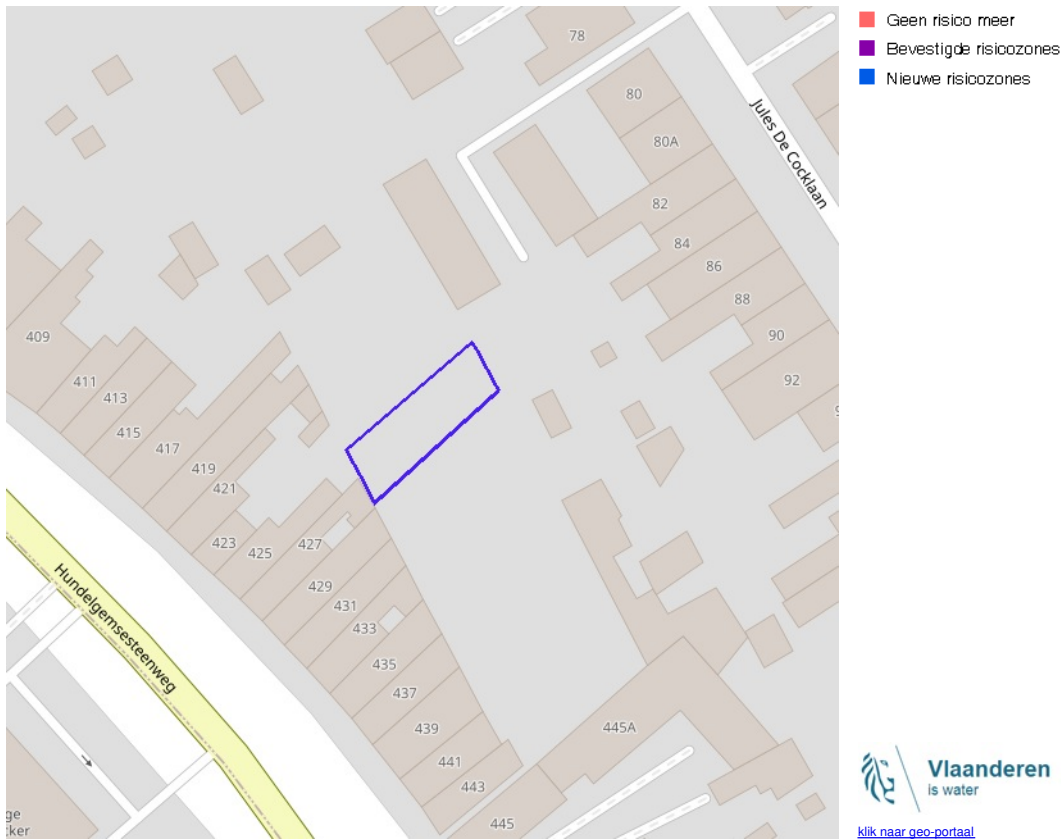 Geen risico meer
Bevestigde risicozones
Nieuwe risicozones
78
80
80A
Jules De Cocklaan
82
84
86
88
90
92
409
411
413
415
417
419
421
423
425
427
429
431
433
435
437
439
441
443
445
445A
Hundelgemsesteenweg
Vlaanderen
is water
klik naar geo-portaal